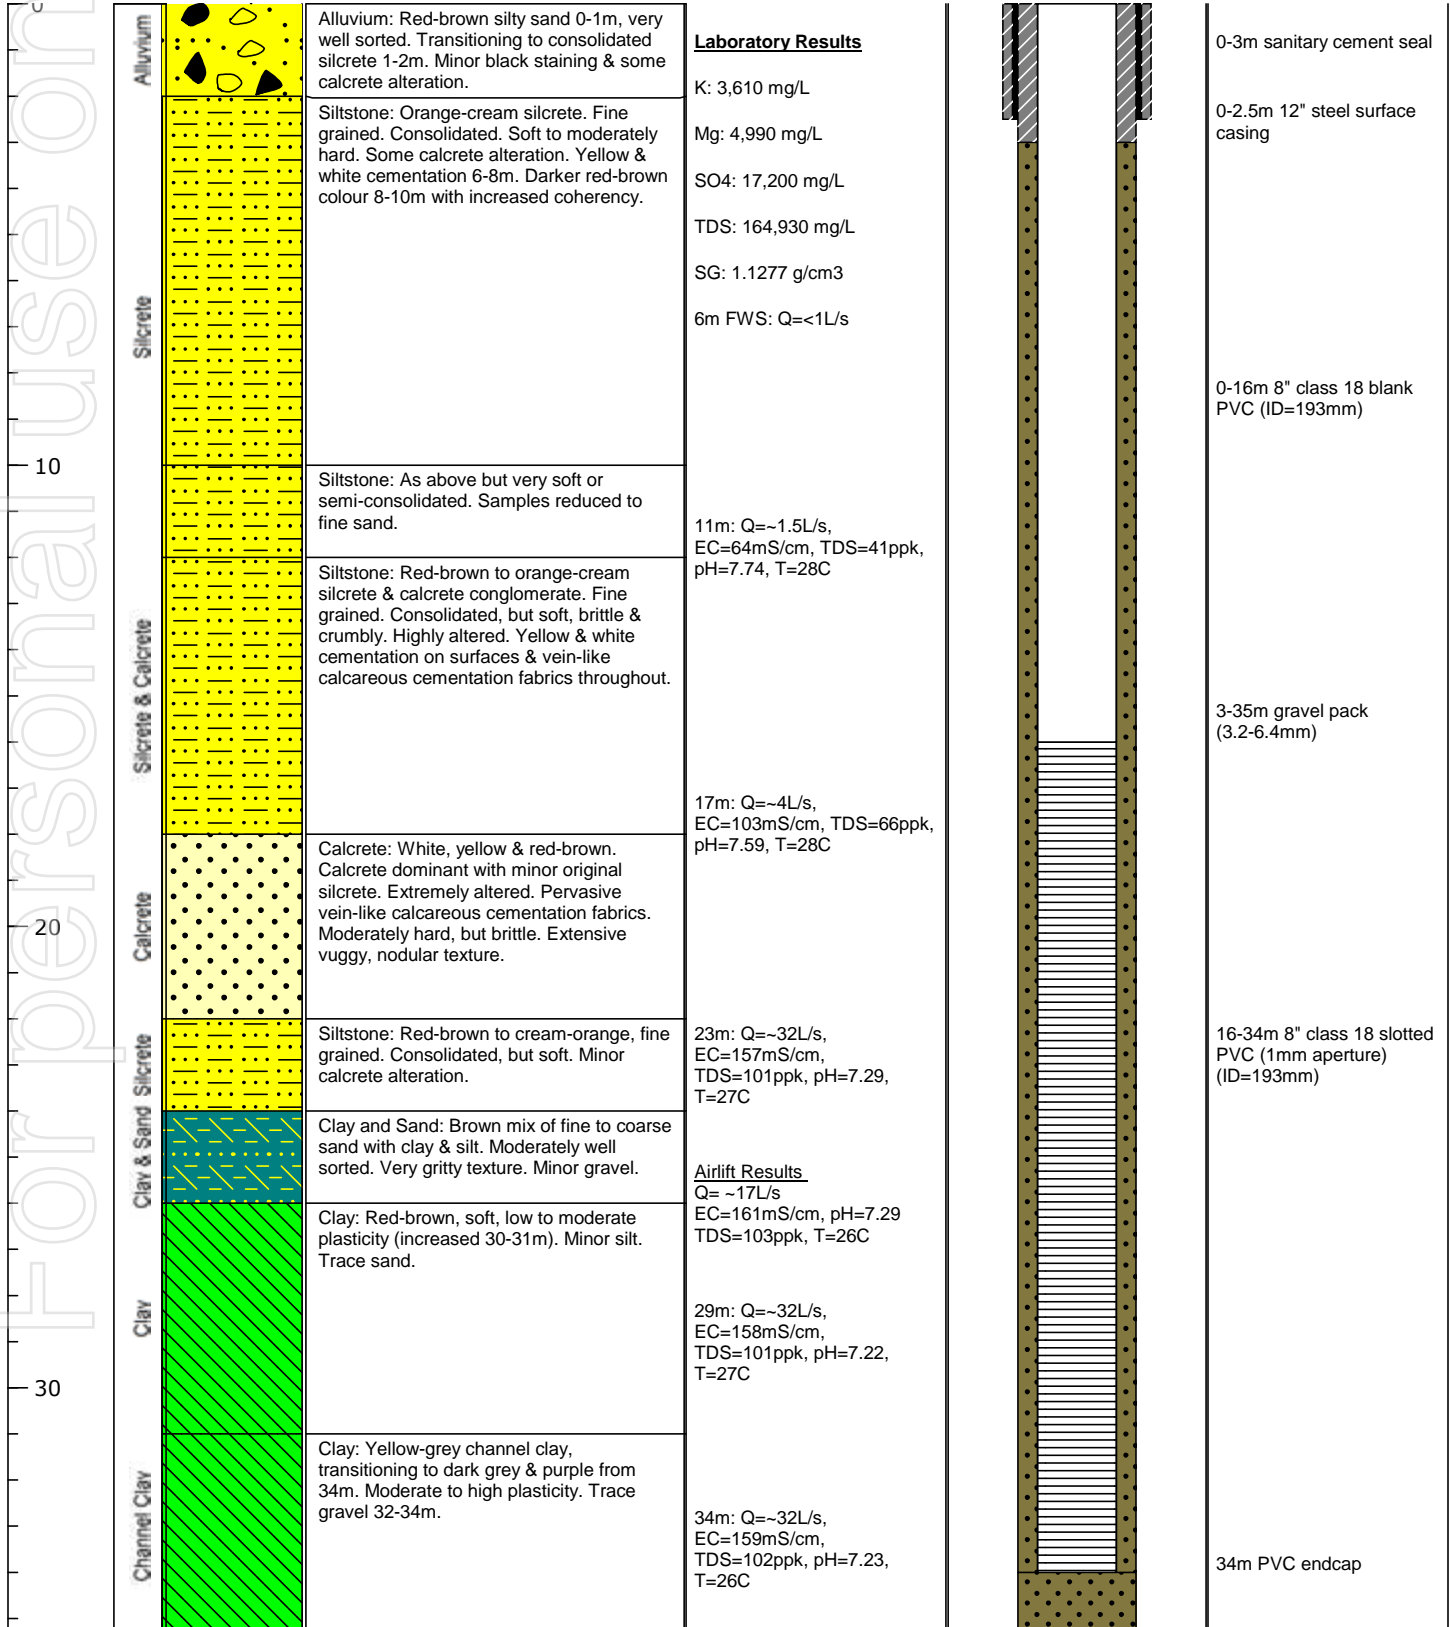 For personal use on
0
10
20
30
Alluvium
Silcrete
Silcrete & Calcrete
Calcrete
Silcrete
Clay & Sand
Clay
Channel Clay
Alluvium: Red-brown silty sand 0-1m, very
well sorted. Transitioning to consolidated
silcrete 1-2m. Minor black staining & some
calcrete alteration.
Siltstone: Orange-cream silcrete. Fine
grained. Consolidated. Soft to moderately
hard. Some calcrete alteration. Yellow &
white cementation 6-8m. Darker red-brown
colour 8-10m with increased coherency.
Siltstone: As above but very soft or
semi-consolidated. Samples reduced to
fine sand.
Siltstone: Red-brown to orange-cream
silcrete & calcrete conglomerate. Fine
grained. Consolidated, but soft, brittle &
crumbly. Highly altered. Yellow & white
cementation on surfaces & vein-like
calcareous cementation fabrics throughout.
Calcrete: White, yellow & red-brown.
Calcrete dominant with minor original
silcrete. Extremely altered. Pervasive
vein-like calcareous cementation fabrics.
Moderately hard, but brittle. Extensive
vuggy, nodular texture.
Siltstone: Red-brown to cream-orange, fine
grained. Consolidated, but soft. Minor
calcrete alteration.
Clay and Sand: Brown mix of fine to coarse
sand with clay & silt. Moderately well
sorted. Very gritty texture. Minor gravel.
Clay: Red-brown, soft, low to moderate
plasticity (increased 30-31m). Minor silt.
Trace sand.
Clay: Yellow-grey channel clay,
transitioning to dark grey & purple from
34m. Moderate to high plasticity. Trace
gravel 32-34m.
Laboratory Results
K: 3,610 mg/L
Mg: 4,990 mg/L
SO4: 17,200 mg/L
TDS: 164,930 mg/L
SG: 1.1277 g/cm3
6m FWS: Q=<1L/s
11m: Q=~1.5L/s,
EC=64mS/cm, TDS=41ppk,
pH=7.74, T=28C
17m: Q=~4L/s,
EC=103mS/cm, TDS=66ppk,
pH=7.59, T=28C
23m: Q=~32L/s,
EC=157mS/cm,
TDS=101ppk, pH=7.29,
T=27C
Airlift Results
Q= ~17L/s
EC=161mS/cm, pH=7.29
TDS=103ppk, T=26C
29m: Q=~32L/s,
EC=158mS/cm,
TDS=101ppk, pH=7.22,
T=27C
34m: Q=~32L/s,
EC=159mS/cm,
TDS=102ppk, pH=7.23,
T=26C
0-3m sanitary cement seal
0-2.5m 12" steel surface
casing
0-16m 8" class 18 blank
PVC (ID=193mm)
3-35m gravel pack
(3.2-6.4mm)
16-34m 8" class 18 slotted
PVC (1mm aperture)
(ID=193mm)
34m PVC endcap